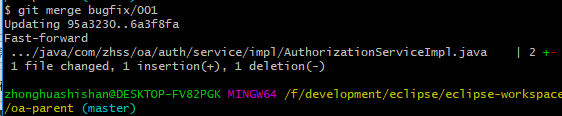 $ git merge bugfix/001
Updating 95a3230..6a3f8fa
Fast-forward
.../java/com/zhss/oa/auth/service/impl/AuthorizationServiceImpl.java | 2 +-
1 file changed, 1 insertion(+), 1 deletion(-)
zhonghuashishan@DESKTOP-FV82PGK MINGW64 /f/development/eclipse/eclipse-workspace
/oa-parent (master)